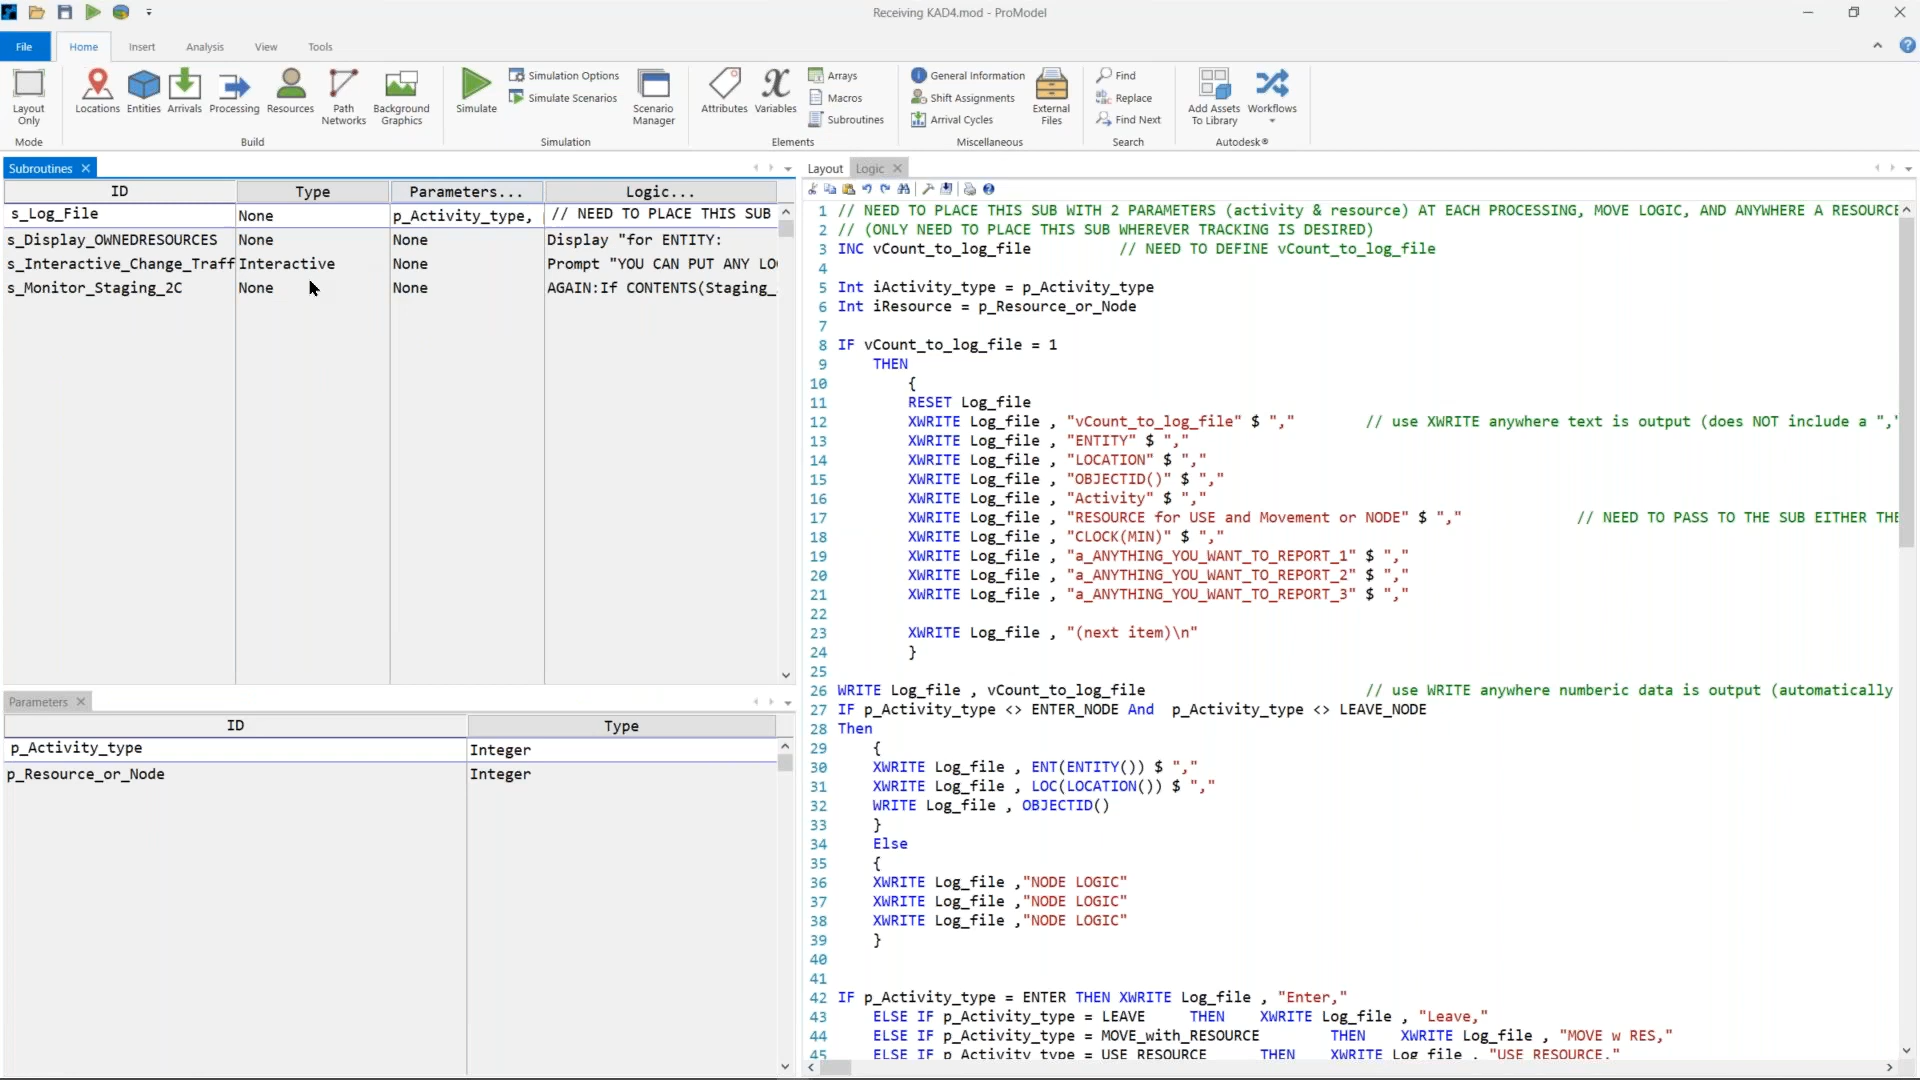 Receiving KAD4.mod - ProModel
File Home Insert Analysis View Tools
Layout Only
Mode
Locations Entities Arrivals Processing Resources Path Networks Background Graphics
Build
Simulate Simulation Options Simulate Scenarios Scenario Manager
Simulation
Attributes Variables Arrays Macros Subroutines
Elements
General Information Shift Assignments Arrival Cycles External Files
Miscellaneous
Find Replace Find Next
Search
Add Assets To Library Workflows
Autodesk®
Subroutines
ID Type Parameters... Logic...
s_Log_File None p_Activity_type, // NEED TO PLACE THIS SUB
s_Display_OWNEDRESOURCES None None Display "for ENTITY:
s_Interactive_Change_Traff Interactive None Prompt "YOU CAN PUT ANY LO
s_Monitor_Staging_2C None None AGAIN:If CONTENTS(Staging_
Parameters
ID Type
p_Activity_type Integer
p_Resource_or_Node Integer
Layout Logic
1 // NEED TO PLACE THIS SUB WITH 2 PARAMETERS (activity & resource) AT EACH PROCESSING, MOVE LOGIC, AND ANYWHERE A RESOURCE
2 // (ONLY NEED TO PLACE THIS SUB WHEREVER TRACKING IS DESIRED)
3 INC vCount_to_log_file // NEED TO DEFINE vCount_to_log_file
4
5 Int iActivity_type = p_Activity_type
6 Int iResource = p_Resource_or_Node
7
8 IF vCount_to_log_file = 1
9 THEN
10 {
11 RESET Log_file
12 XWRITE Log_file , "vCount_to_log_file" $ "," // use XWRITE anywhere text is output (does NOT include a ",'
13 XWRITE Log_file , "ENTITY" $ ","
14 XWRITE Log_file , "LOCATION" $ ","
15 XWRITE Log_file , "OBJECTID()" $ ","
16 XWRITE Log_file , "Activity" $ ","
17 XWRITE Log_file , "RESOURCE for USE and Movement or NODE" $ "," // NEED TO PASS TO THE SUB EITHER THE
18 XWRITE Log_file , "CLOCK(MIN)" $ ","
19 XWRITE Log_file , "a_ANYTHING_YOU_WANT_TO_REPORT_1" $ ","
20 XWRITE Log_file , "a_ANYTHING_YOU_WANT_TO_REPORT_2" $ ","
21 XWRITE Log_file , "a_ANYTHING_YOU_WANT_TO_REPORT_3" $ ","
22
23 XWRITE Log_file , "(next item)\n"
24 }
25
26 WRITE Log_file , vCount_to_log_file // use WRITE anywhere numberic data is output (automatically
27 IF p_Activity_type <> ENTER_NODE And p_Activity_type <> LEAVE_NODE
28 Then
29 {
30 XWRITE Log_file , ENT(ENTITY()) $ ","
31 XWRITE Log_file , LOC(LOCATION()) $ ","
32 WRITE Log_file , OBJECTID()
33 }
34 Else
35 {
36 XWRITE Log_file ,"NODE LOGIC"
37 XWRITE Log_file ,"NODE LOGIC"
38 XWRITE Log_file ,"NODE LOGIC"
39 }
40
41
42 IF p_Activity_type = ENTER THEN XWRITE Log_file , "Enter,"
43 ELSE IF p_Activity_type = LEAVE THEN XWRITE Log_file , "Leave,"
44 ELSE IF p_Activity_type = MOVE_with_RESOURCE THEN XWRITE Log_file , "MOVE w RES,"
45 ELSE IF p_Activity_type = USE_RESOURCE THEN XWRITE Log_file , "USE RESOURCE,"